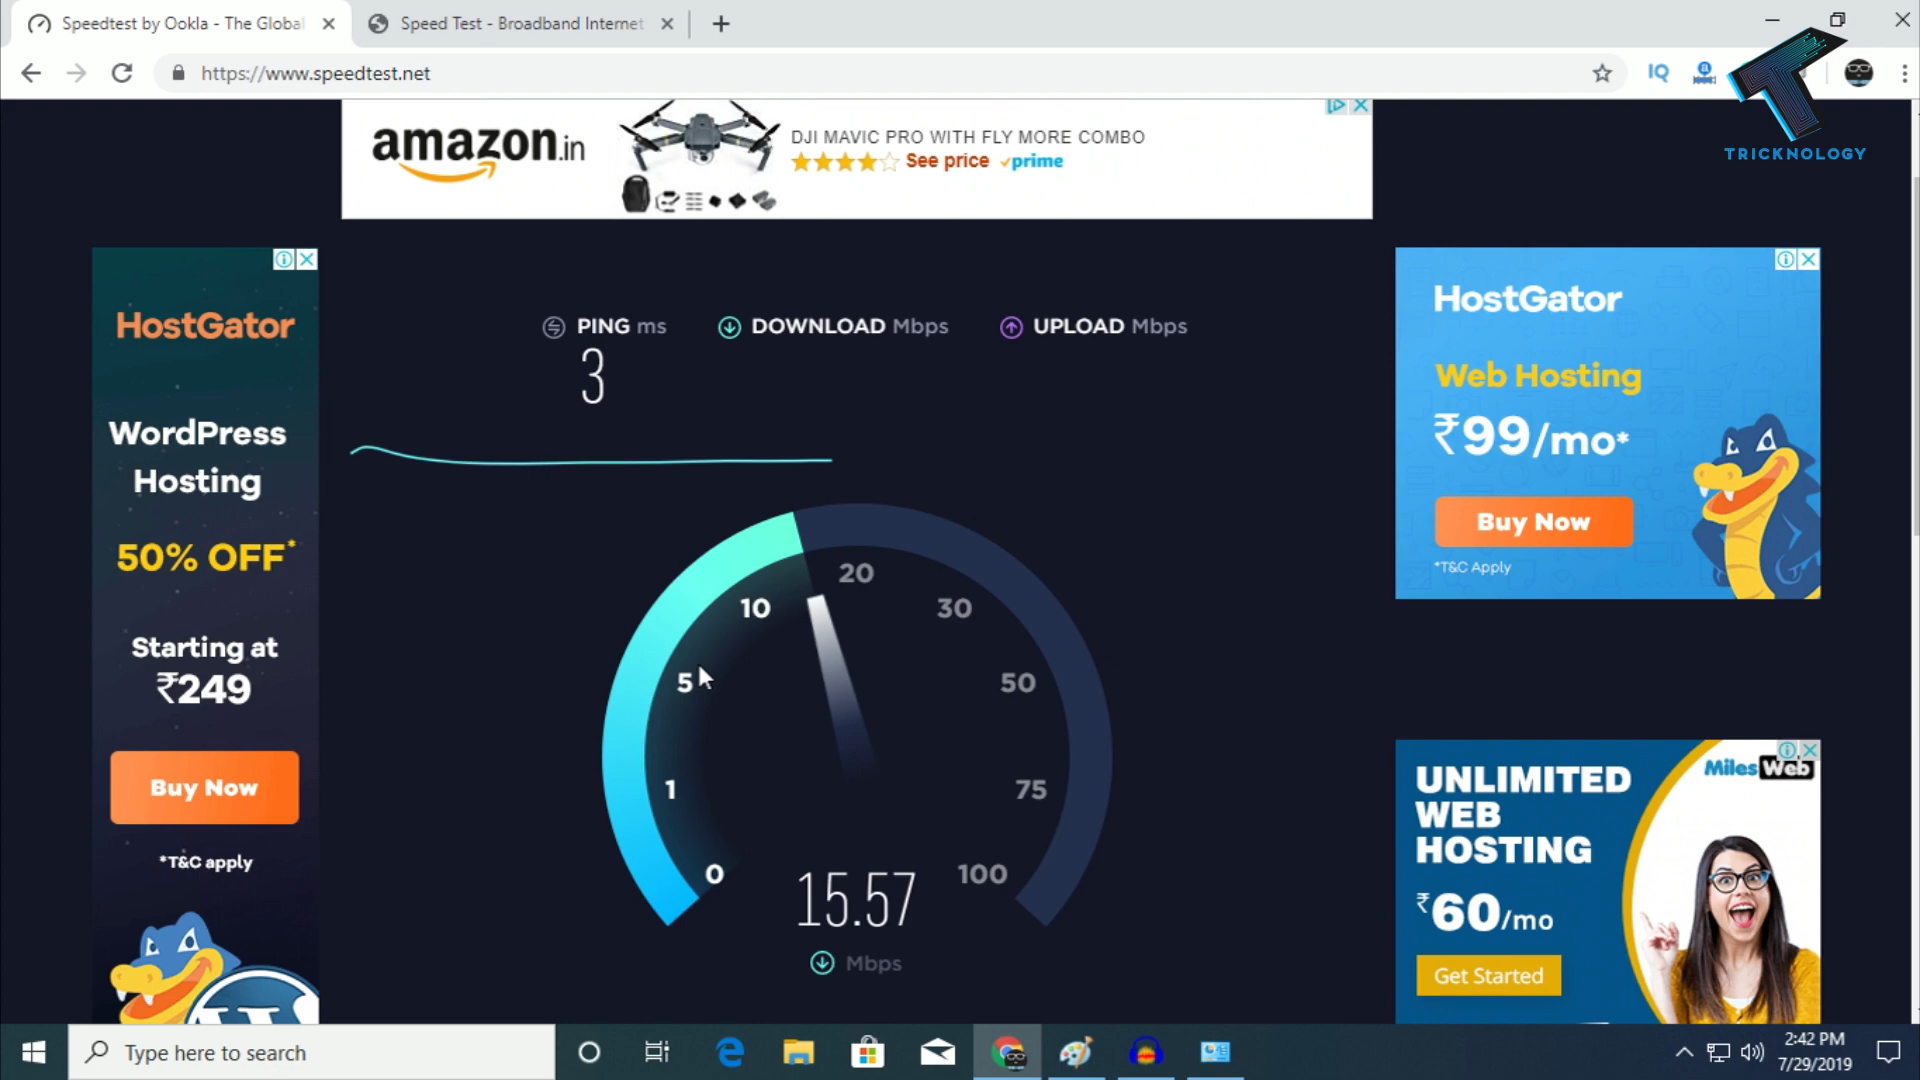 Speedtest by Ookla - The Global
Speed Test - Broadband Internet
https://www.speedtest.net
IQ
TRICKNOLOGY
amazon.in
DJI MAVIC PRO WITH FLY MORE COMBO
See price prime
HostGator
WordPress
Hosting
50% OFF*
Starting at
₹249
Buy Now
*T&C apply
PING ms
DOWNLOAD Mbps
UPLOAD Mbps
3
0
1
5
10
20
30
50
75
100
15.57
Mbps
HostGator
Web Hosting
₹99/mo*
Buy Now
*T&C Apply
Miles Web
UNLIMITED
WEB
HOSTING
₹60/mo
Get Started
Type here to search
2:42 PM
7/29/2019